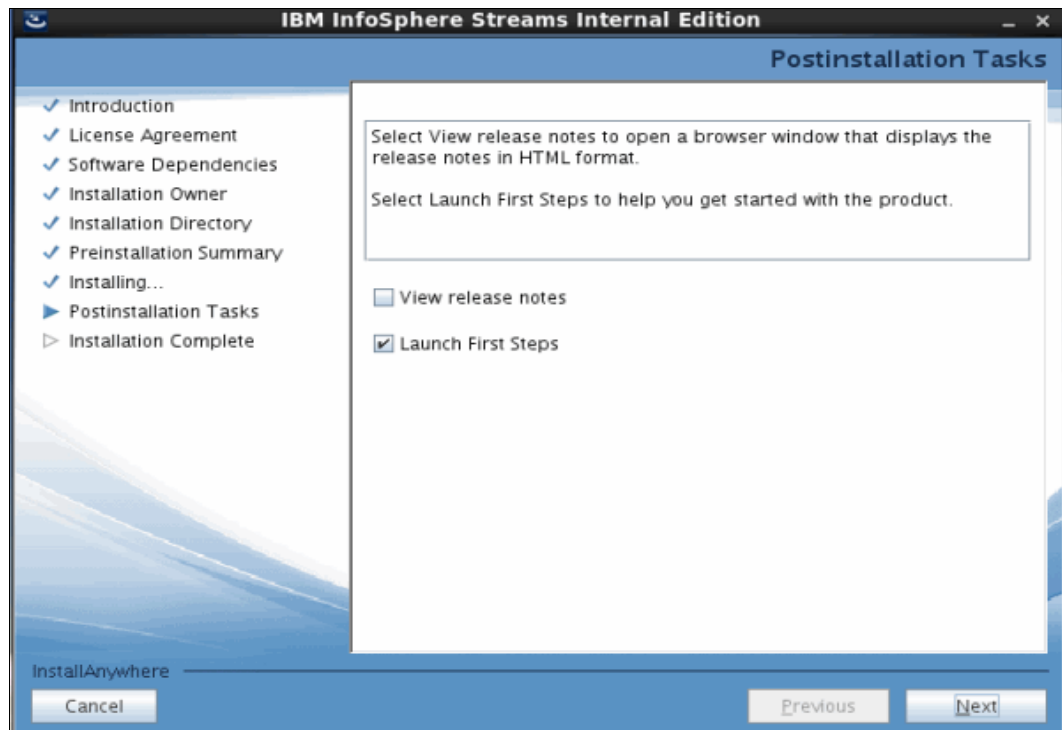 IBM InfoSphere Streams Internal Edition
Postinstallation Tasks
Introduction
License Agreement
Software Dependencies
Installation Owner
Installation Directory
Preinstallation Summary
Installing...
Postinstallation Tasks
Installation Complete
Select View release notes to open a browser window that displays the
release notes in HTML format.
Select Launch First Steps to help you get started with the product.
View release notes
Launch First Steps
InstallAnywhere
Cancel
Previous
Next